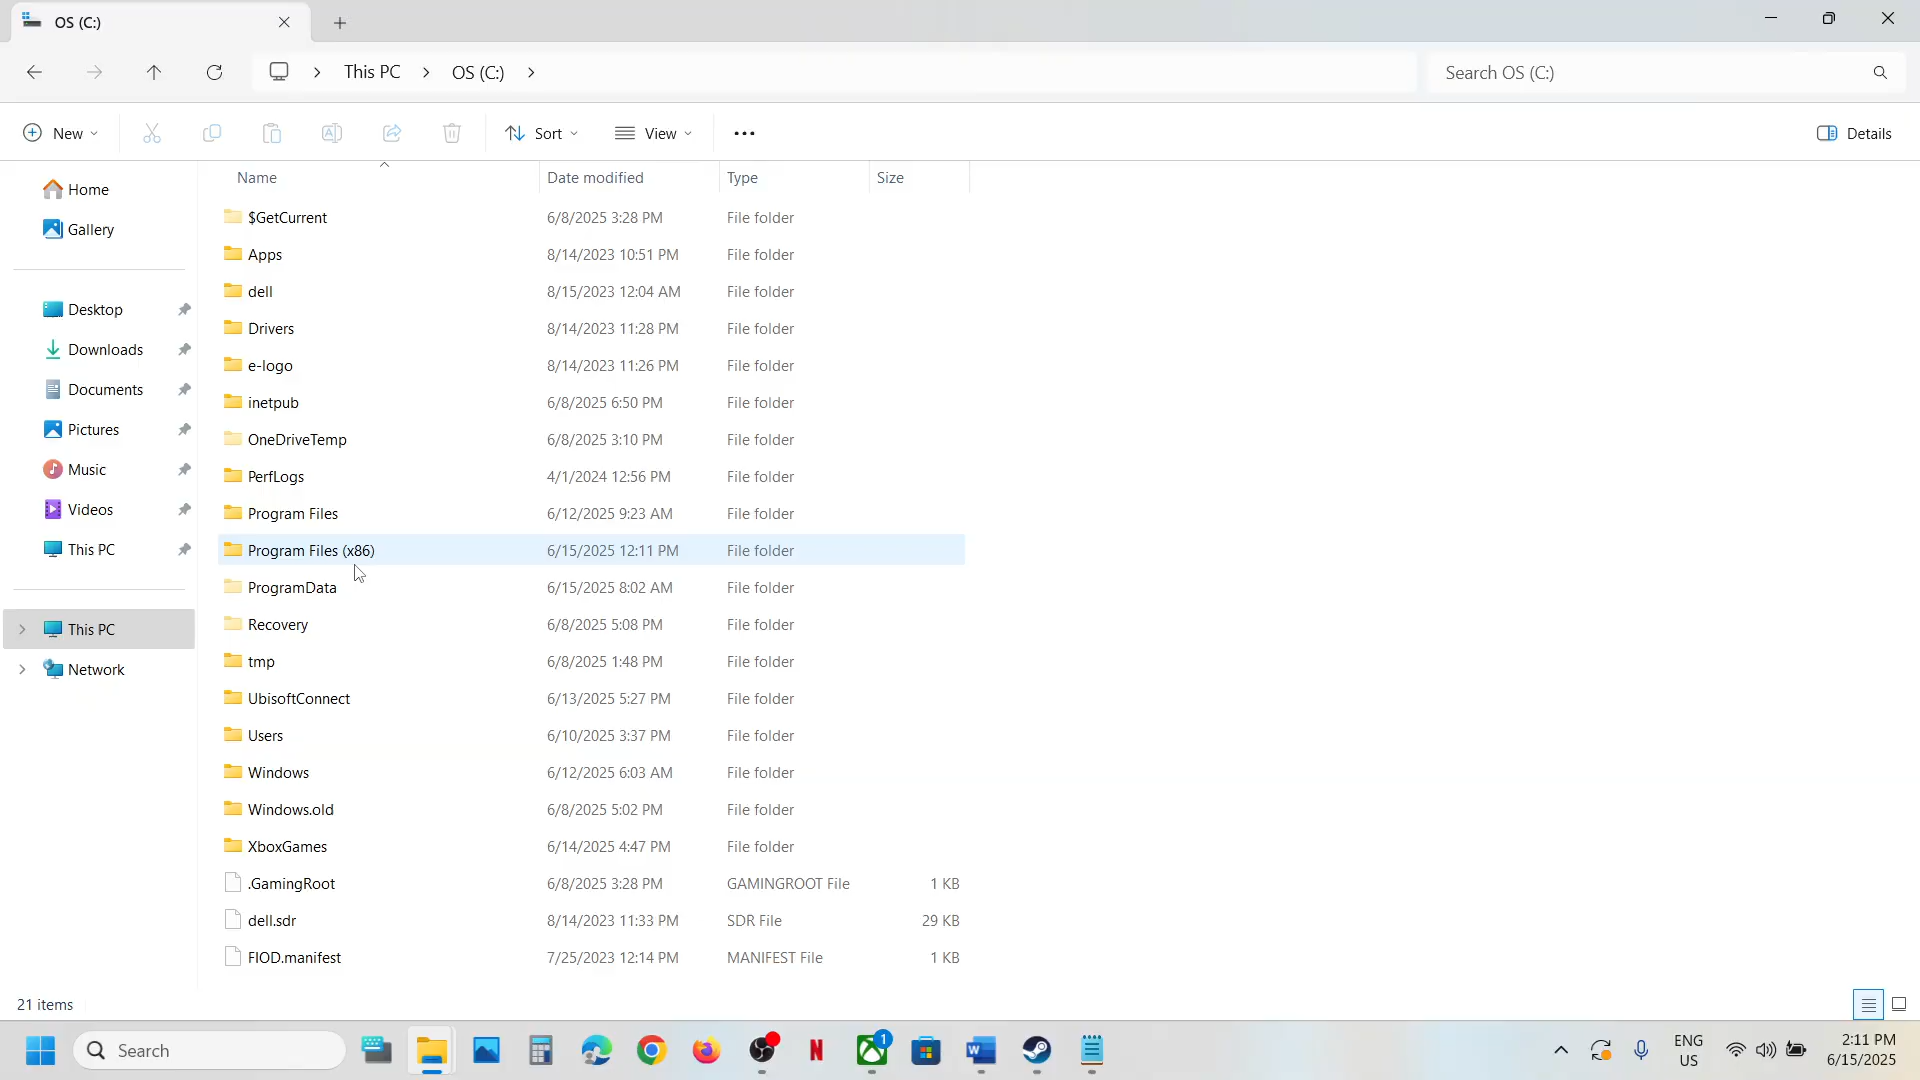 OS (C:)
This PC
OS (C:)
Search OS (C:)
New
Sort
View
Details
Home
Gallery
Desktop
Downloads
Documents
Pictures
Music
Videos
This PC
This PC
Network
Name Date modified Type Size
$GetCurrent 6/8/2025 3:28 PM File folder
Apps 8/14/2023 10:51 PM File folder
dell 8/15/2023 12:04 AM File folder
Drivers 8/14/2023 11:28 PM File folder
e-logo 8/14/2023 11:26 PM File folder
inetpub 6/8/2025 6:50 PM File folder
OneDriveTemp 6/8/2025 3:10 PM File folder
PerfLogs 4/1/2024 12:56 PM File folder
Program Files 6/12/2025 9:23 AM File folder
Program Files (x86) 6/15/2025 12:11 PM File folder
ProgramData 6/15/2025 8:02 AM File folder
Recovery 6/8/2025 5:08 PM File folder
tmp 6/8/2025 1:48 PM File folder
UbisoftConnect 6/13/2025 5:27 PM File folder
Users 6/10/2025 3:37 PM File folder
Windows 6/12/2025 6:03 AM File folder
Windows.old 6/8/2025 5:02 PM File folder
XboxGames 6/14/2025 4:47 PM File folder
.GamingRoot 6/8/2025 3:28 PM GAMINGROOT File 1 KB
dell.sdr 8/14/2023 11:33 PM SDR File 29 KB
FIOD.manifest 7/25/2023 12:14 PM MANIFEST File 1 KB
21 items
Search
N
1
W
ENG
US
2:11 PM
6/15/2025